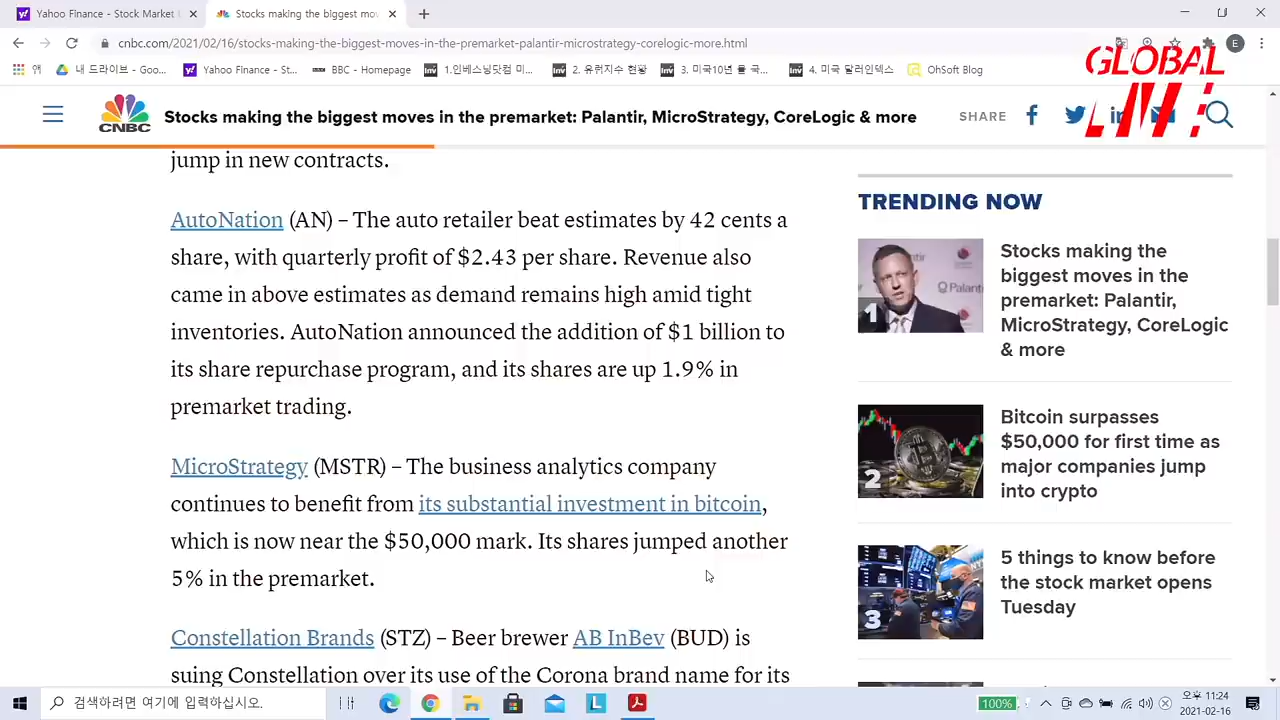 Yahoo Finance - Stock Market L
Stocks making the biggest mov
cnbc.com/2021/02/16/stocks-making-the-biggest-moves-in-the-premarket-palantir-microstrategy-corelogic-more.html
E
앱
내 드라이브 - Goo...
Yahoo Finance - St...
BBC - Homepage
1.인베스팅닷컴 미...
2. 유럽지수 현황
3. 미국10년 물 국...
4. 미국 달러인덱스
OhSoft Blog
GLOBAL
LIVE
CNBC
Stocks making the biggest moves in the premarket: Palantir, MicroStrategy, CoreLogic & more
SHARE
jump in new contracts.
AutoNation (AN) – The auto retailer beat estimates by 42 cents a
share, with quarterly profit of $2.43 per share. Revenue also
came in above estimates as demand remains high amid tight
inventories. AutoNation announced the addition of $1 billion to
its share repurchase program, and its shares are up 1.9% in
premarket trading.
MicroStrategy (MSTR) – The business analytics company
continues to benefit from its substantial investment in bitcoin,
which is now near the $50,000 mark. Its shares jumped another
5% in the premarket.
Constellation Brands (STZ) – Beer brewer AB InBev (BUD) is
suing Constellation over its use of the Corona brand name for its
TRENDING NOW
1
Stocks making the
biggest moves in the
premarket: Palantir,
MicroStrategy, CoreLogic
& more
2
Bitcoin surpasses
$50,000 for first time as
major companies jump
into crypto
3
5 things to know before
the stock market opens
Tuesday
검색하려면 여기에 입력하십시오.
100%
오후 11:24
2021-02-16